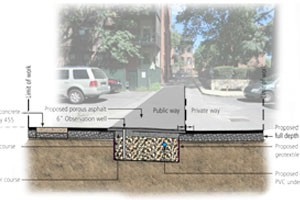 Limit of work
Proposed porous asphalt
6" Observation well
Public way
Private way
concrete
455
course
course
Proposed
full depth
Proposed
geotextile
Proposed
PVC under